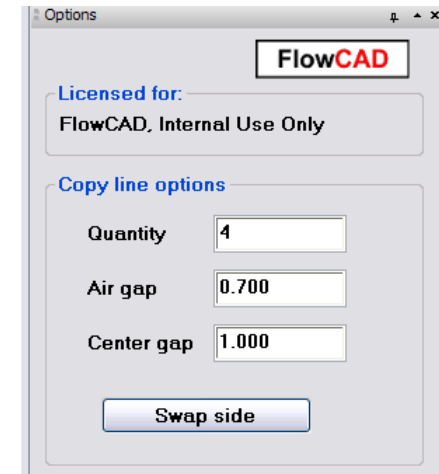 Options
FlowCAD
Licensed for:
FlowCAD, Internal Use Only
Copy line options
Quantity 4
Air gap 0.700
Center gap 1.000
Swap side